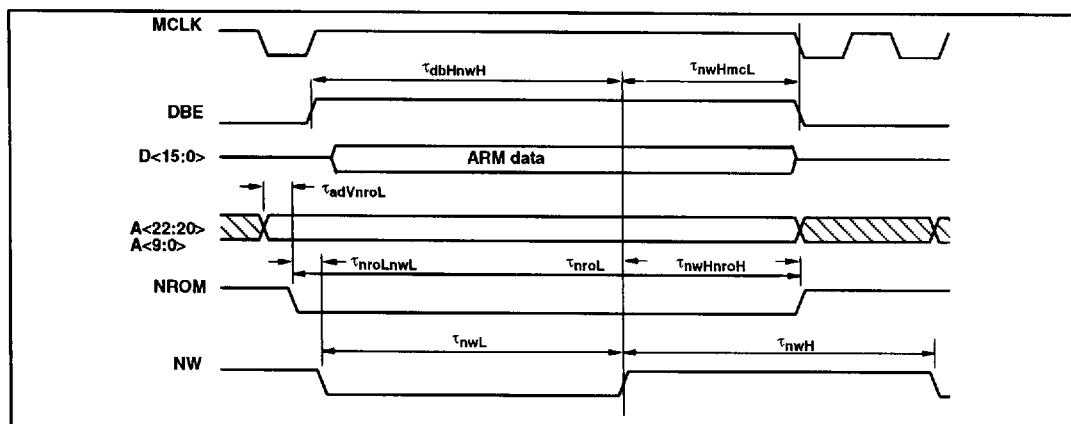 MCLK
τdbHnwH
τnwHmcL
DBE
D<15:0>
ARM data
τadVnroL
A<22:20>
A<9:0>
τnroLnwL
τnroL
τnwHnroH
NROM
τnwL
τnwH
NW